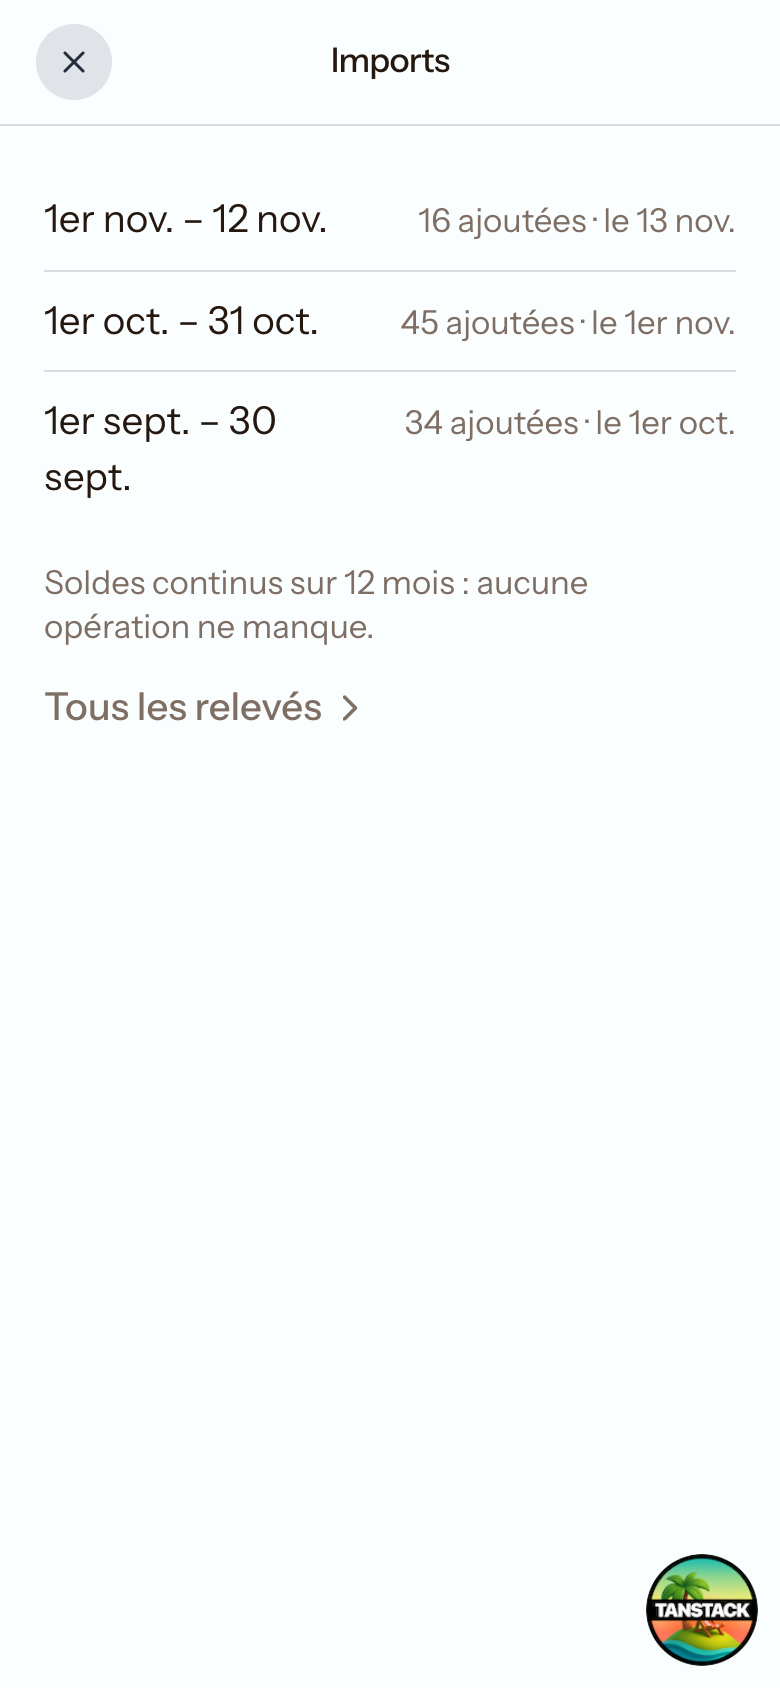 Imports
1er nov. – 12 nov.
16 ajoutées · le 13 nov.
1er oct. – 31 oct.
45 ajoutées · le 1er nov.
1er sept. – 30
sept.
34 ajoutées · le 1er oct.
Soldes continus sur 12 mois : aucune
opération ne manque.
Tous les relevés
TANSTACK